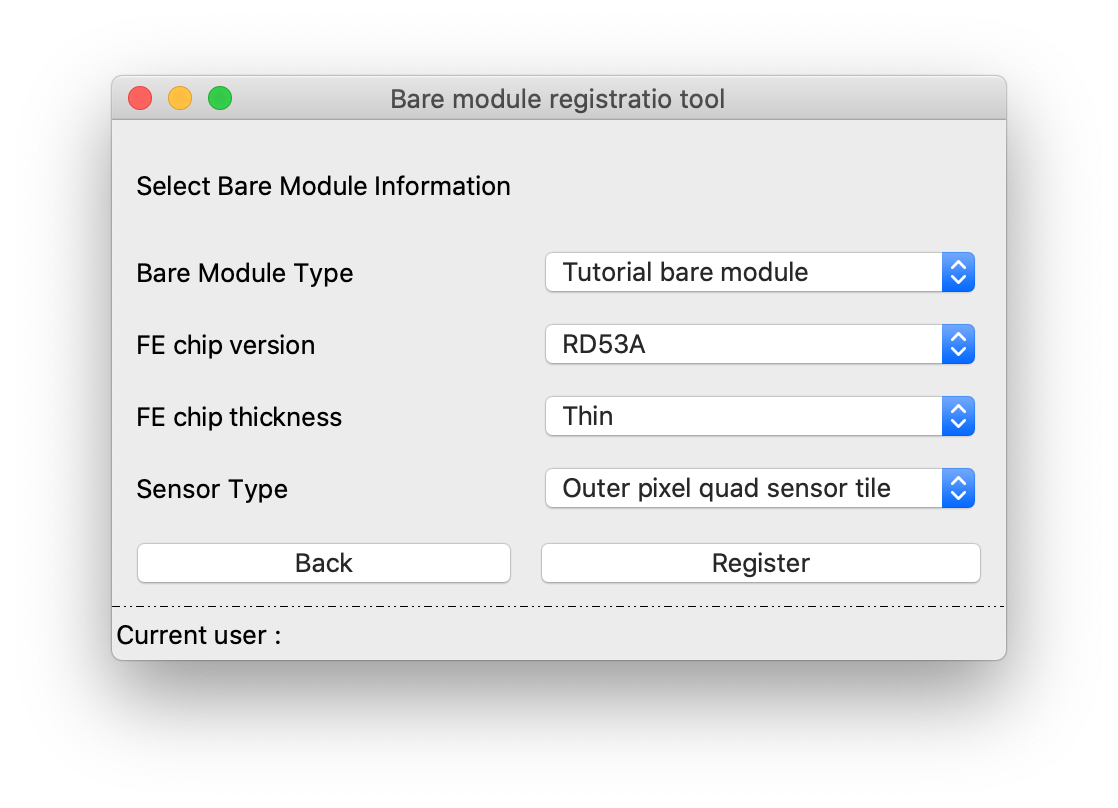 Bare module registratio tool
Select Bare Module Information
Bare Module Type Tutorial bare module
FE chip version RD53A
FE chip thickness Thin
Sensor Type Outer pixel quad sensor tile
Back Register
Current user :